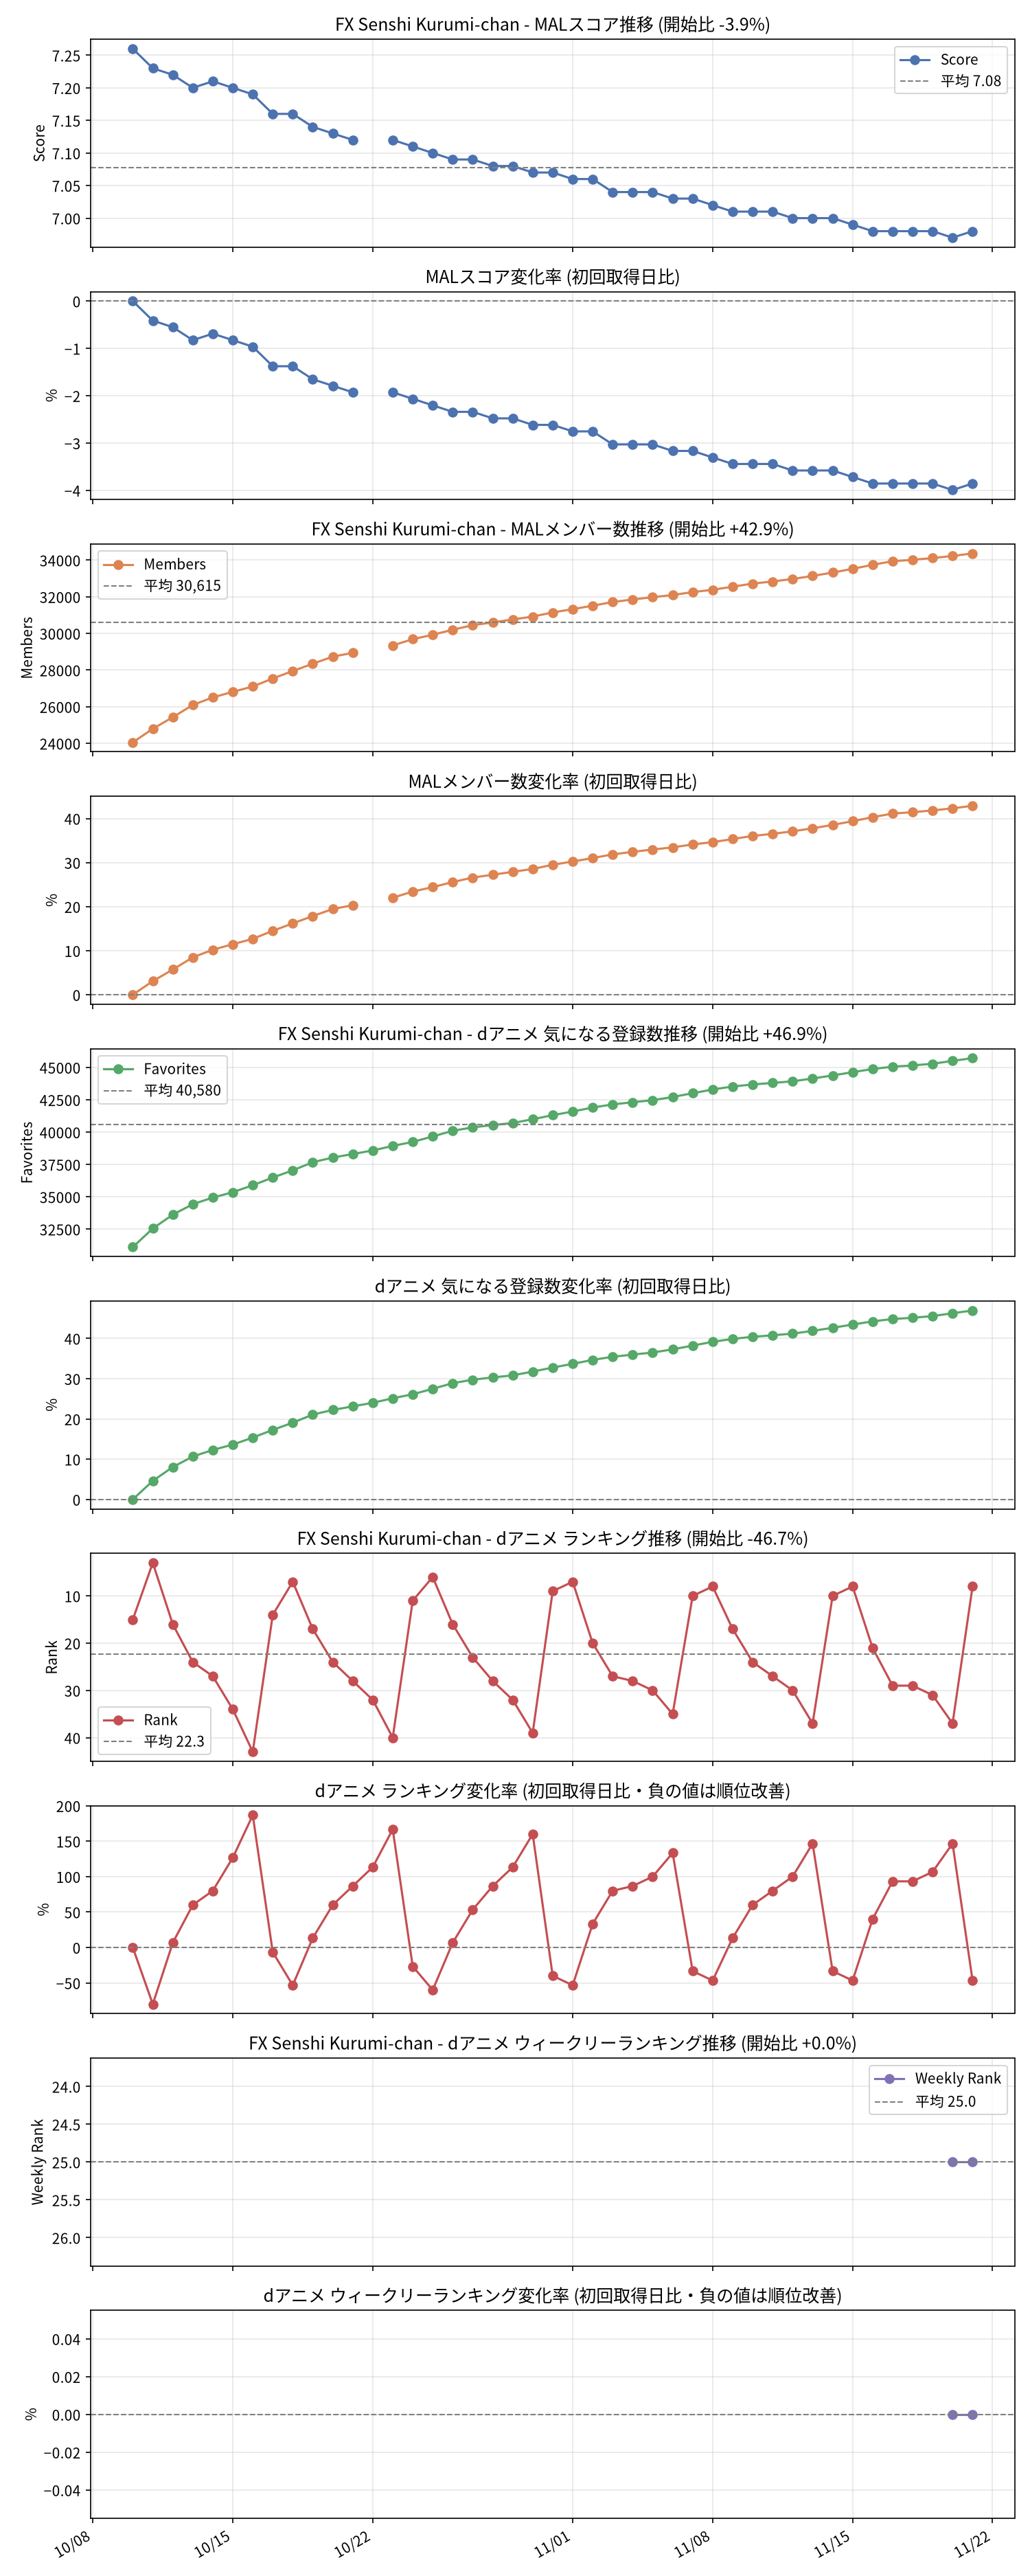 FX Senshi Kurumi-chan - MALスコア推移 (開始比 -3.9%)
7.25
7.20
7.15
7.10
7.05
7.00
Score
Score
平均 7.08
MALスコア変化率 (初回取得日比)
0
−1
−2
−3
−4
%
FX Senshi Kurumi-chan - MALメンバー数推移 (開始比 +42.9%)
34000
32000
30000
28000
26000
24000
Members
Members
平均 30,615
MALメンバー数変化率 (初回取得日比)
40
30
20
10
0
%
FX Senshi Kurumi-chan - dアニメ 気になる登録数推移 (開始比 +46.9%)
45000
42500
40000
37500
35000
32500
Favorites
Favorites
平均 40,580
dアニメ 気になる登録数変化率 (初回取得日比)
40
30
20
10
0
%
FX Senshi Kurumi-chan - dアニメ ランキング推移 (開始比 -46.7%)
10
20
30
40
Rank
Rank
平均 22.3
dアニメ ランキング変化率 (初回取得日比・負の値は順位改善)
200
150
100
50
0
−50
%
FX Senshi Kurumi-chan - dアニメ ウィークリーランキング推移 (開始比 +0.0%)
24.0
24.5
25.0
25.5
26.0
Weekly Rank
Weekly Rank
平均 25.0
dアニメ ウィークリーランキング変化率 (初回取得日比・負の値は順位改善)
0.04
0.02
0.00
−0.02
−0.04
%
10/08
10/15
10/22
11/01
11/08
11/15
11/22